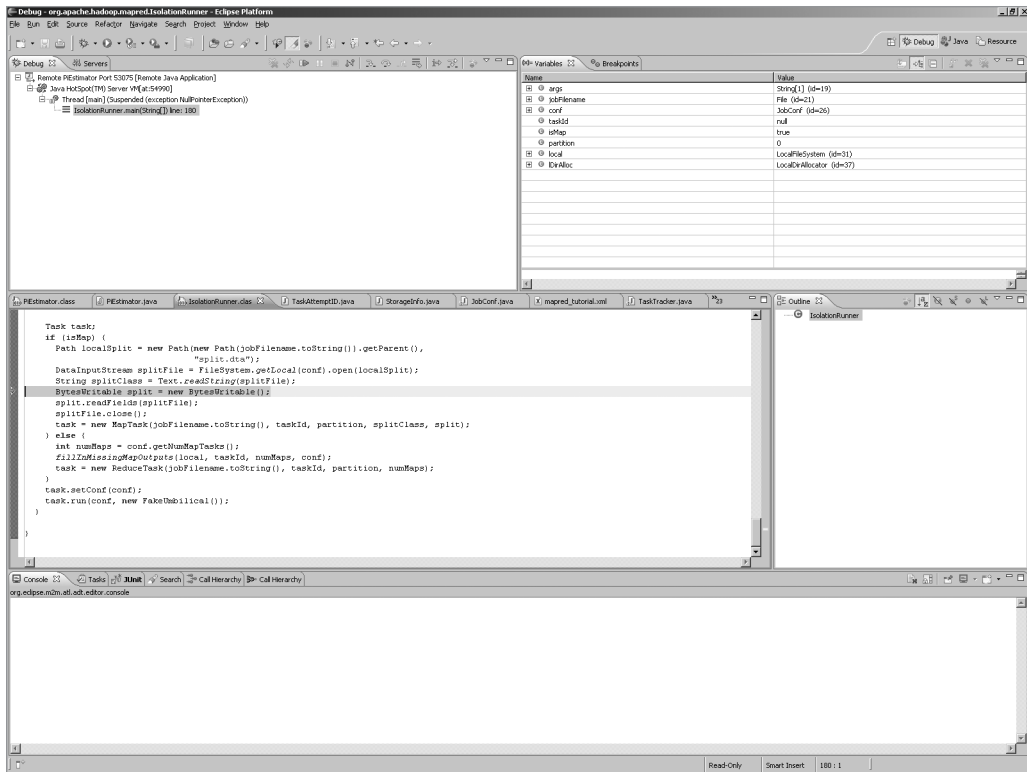 Debug - org.apache.hadoop.mapred.IsolationRunner - Eclipse Platform
File Run Edit Source Refactor Navigate Search Project Window Help
Debug Java Resource
Debug Servers
Remote PiEstimator Port 53075 [Remote Java Application]
Java HotSpot(TM) Server VM[at:54990]
Thread [main] (Suspended (exception NullPointerException))
IsolationRunner.main(String[]) line: 180
(x)= Variables Breakpoints
Name Value
args String[1] (id=19)
jobFilename File (id=21)
conf JobConf (id=26)
taskId null
isMap true
partition 0
local LocalFileSystem (id=31)
lDirAlloc LocalDirAllocator (id=37)
PiEstimator.class PiEstimator.java IsolationRunner.clas TaskAttemptID.java StorageInfo.java JobConf.java mapred_tutorial.xml TaskTracker.java »23
Task task;
if (isMap) {
Path localSplit = new Path(new Path(jobFilename.toString()).getParent(),
"split.dta");
DataInputStream splitFile = FileSystem.getLocal(conf).open(localSplit);
String splitClass = Text.readString(splitFile);
BytesWritable split = new BytesWritable();
split.readFields(splitFile);
splitFile.close();
task = new MapTask(jobFilename.toString(), taskId, partition, splitClass, split);
} else {
int numMaps = conf.getNumMapTasks();
fillInMissingMapOutputs(local, taskId, numMaps, conf);
task = new ReduceTask(jobFilename.toString(), taskId, partition, numMaps);
}
task.setConf(conf);
task.run(conf, new FakeUmbilical());
}
}
Outline
IsolationRunner
Console Tasks JUnit Search Call Hierarchy Call Hierarchy
org.eclipse.m2m.atl.adt.editor.console
Read-Only Smart Insert 180 : 1